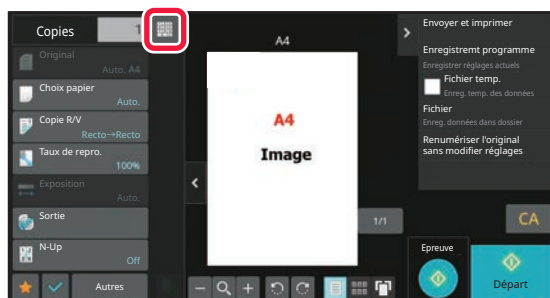 Copies
1
Original
Auto. A4
Choix papier
Auto.
Copie R/V
Recto→Recto
Taux de repro.
100%
Exposition
Auto.
Sortie
N-Up
Off
Autres
A4
A4
Image
1/1
Envoyer et imprimer
Enregistremt programme
Enregistrer réglages actuels
Fichier temp.
Enreg. temp. des données
Fichier
Enreg. données dans dossier
Renumériser l'original
sans modifier réglages
CA
Epreuve
Départ